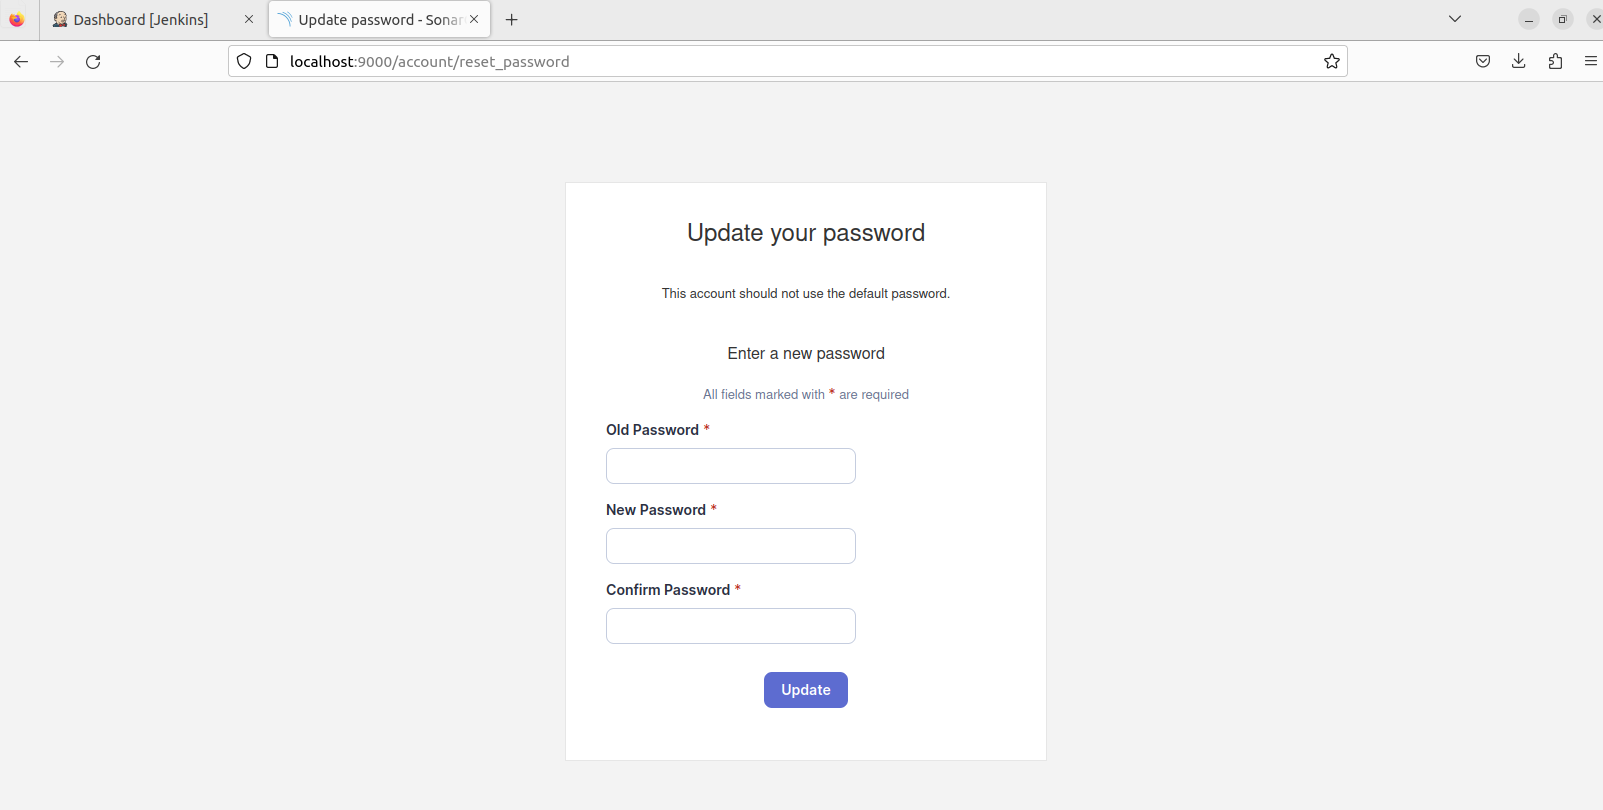 Dashboard [Jenkins]
Update password - Sonar
localhost:9000/account/reset_password
Update your password
This account should not use the default password.
Enter a new password
All fields marked with * are required
Old Password *
New Password *
Confirm Password *
Update